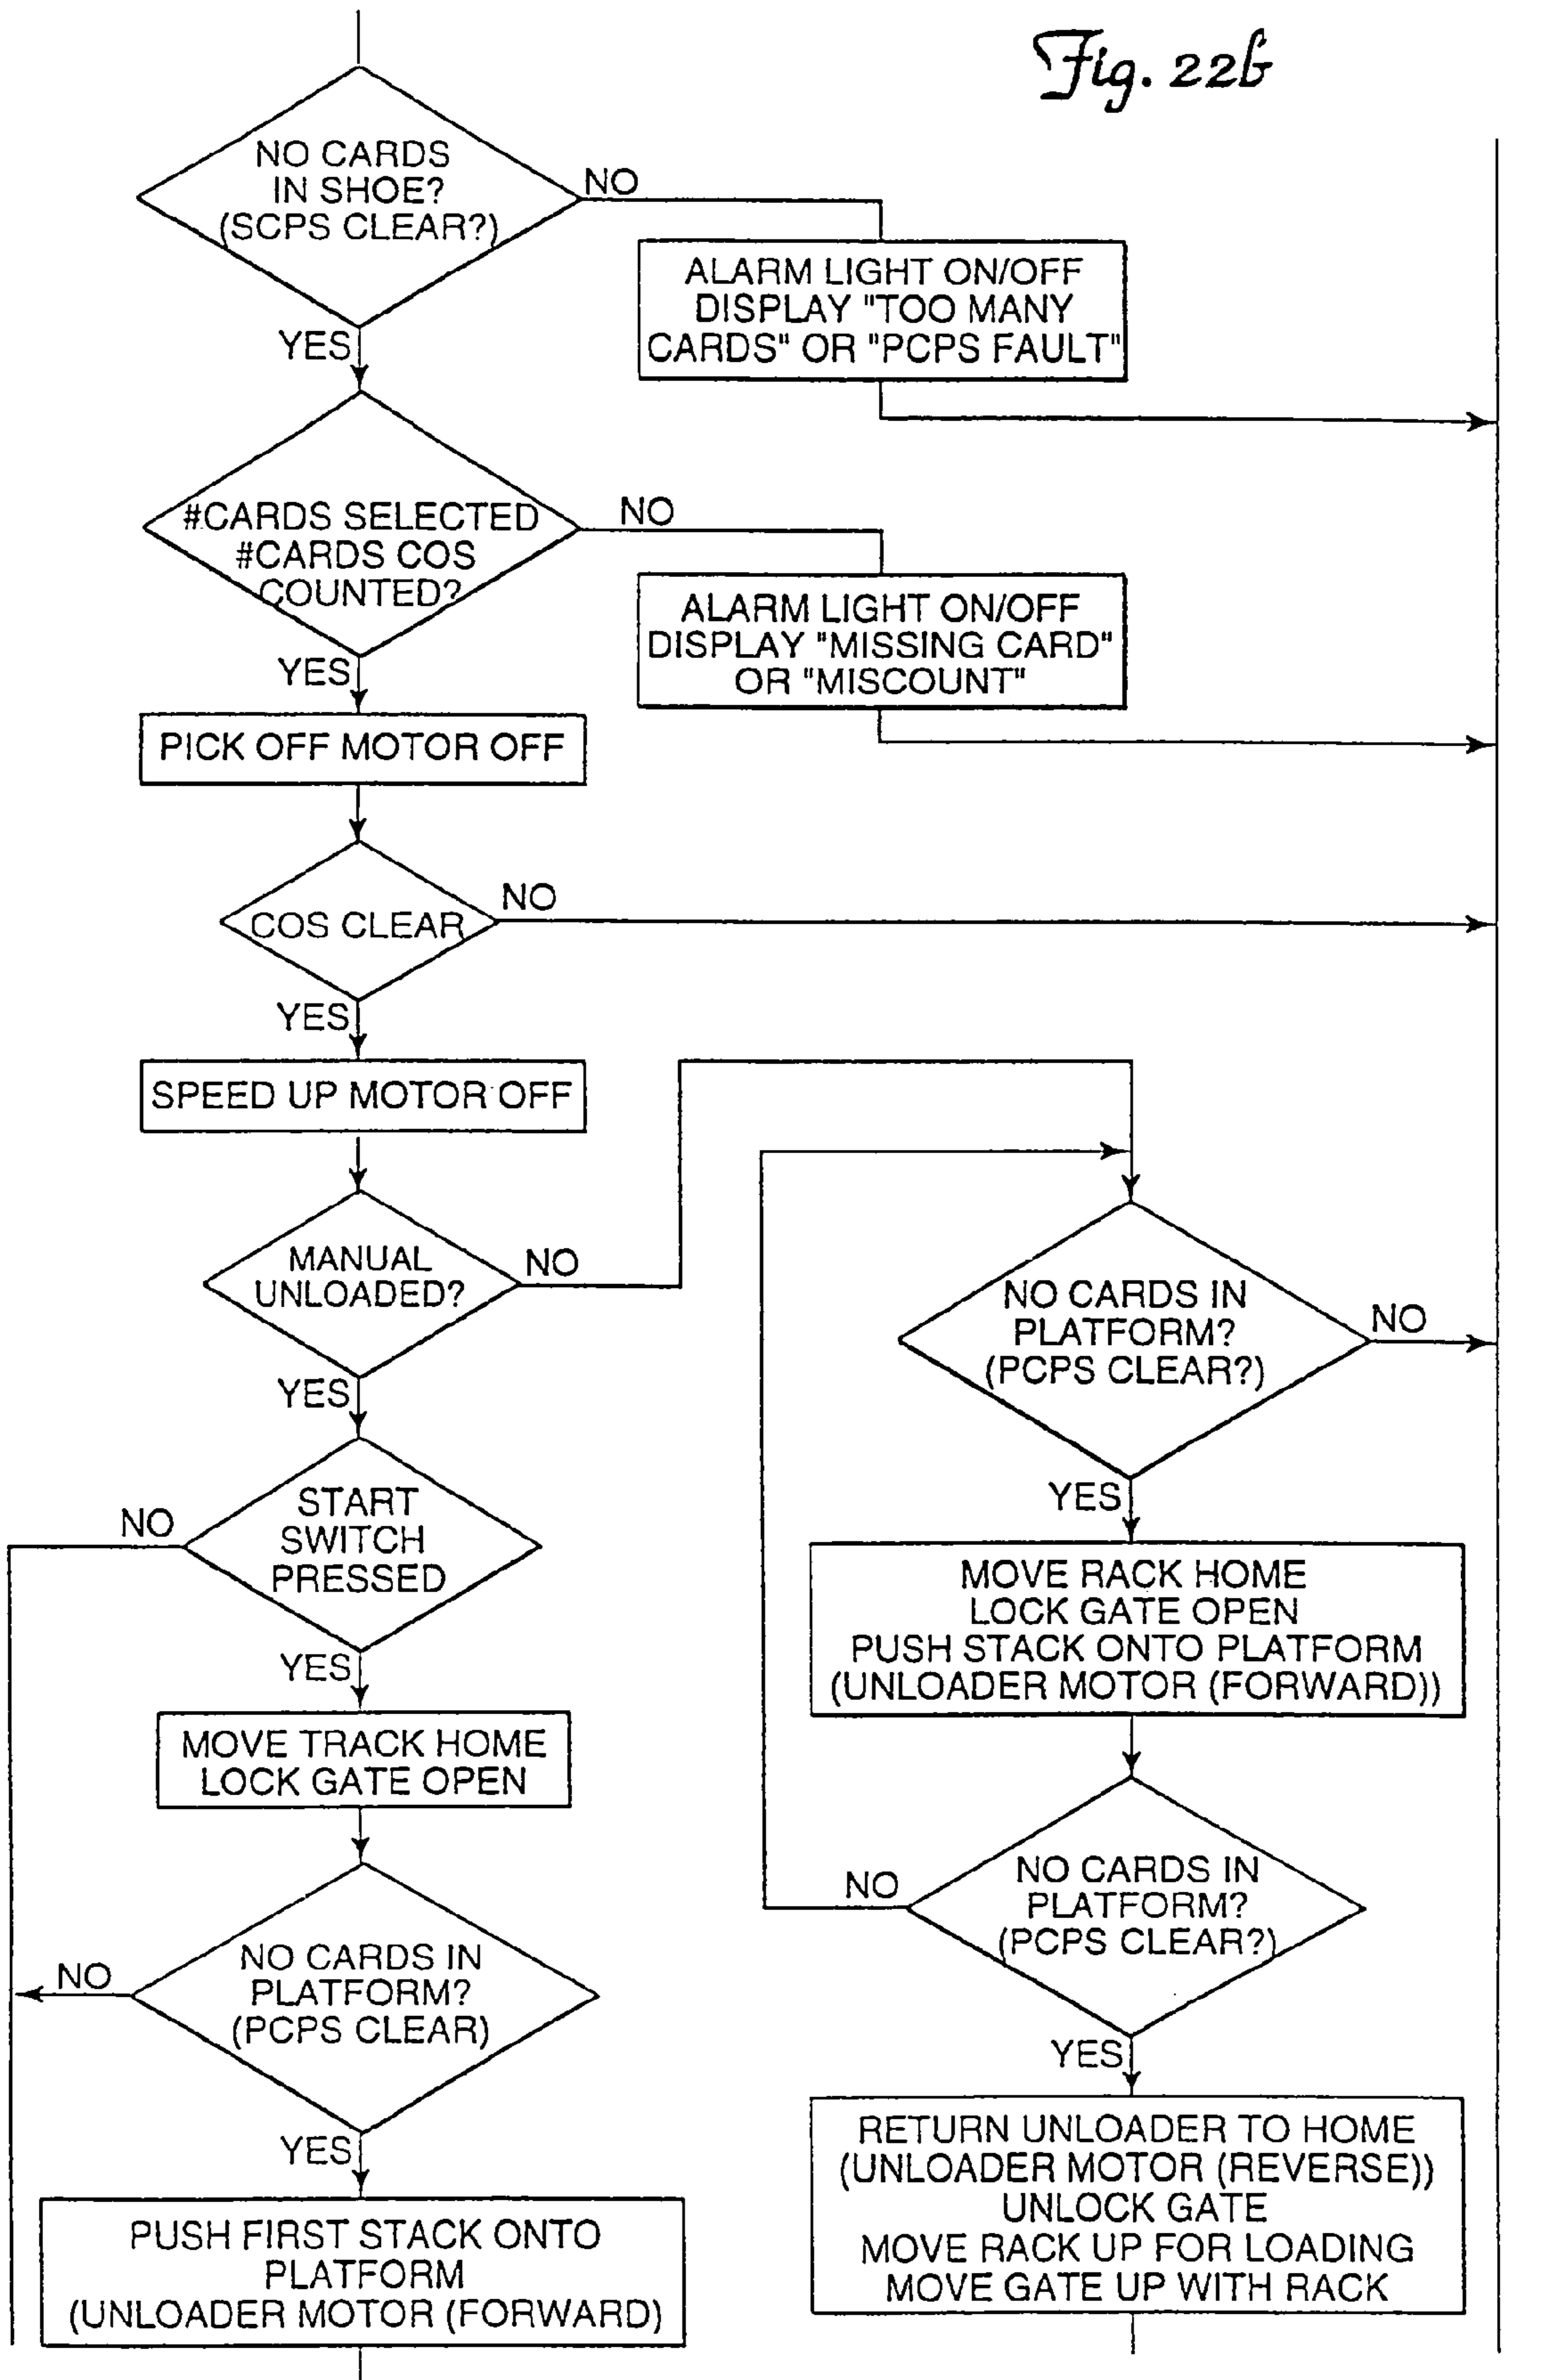 Fig. 22b
NO CARDS
IN SHOE?
(SCPS CLEAR?)
NO
ALARM LIGHT ON/OFF
DISPLAY "TOO MANY
CARDS" OR "PCPS FAULT"
YES
#CARDS SELECTED
#CARDS COS
COUNTED?
NO
ALARM LIGHT ON/OFF
DISPLAY "MISSING CARD"
OR "MISCOUNT"
YES
PICK OFF MOTOR OFF
COS CLEAR
NO
YES
SPEED UP MOTOR OFF
MANUAL
UNLOADED?
NO
YES
START
SWITCH
PRESSED
NO
YES
MOVE TRACK HOME
LOCK GATE OPEN
NO CARDS IN
PLATFORM?
(PCPS CLEAR)
NO
YES
PUSH FIRST STACK ONTO
PLATFORM
(UNLOADER MOTOR (FORWARD)
NO CARDS IN
PLATFORM?
(PCPS CLEAR?)
NO
YES
MOVE RACK HOME
LOCK GATE OPEN
PUSH STACK ONTO PLATFORM
(UNLOADER MOTOR (FORWARD))
NO CARDS IN
PLATFORM?
(PCPS CLEAR?)
NO
YES
RETURN UNLOADER TO HOME
(UNLOADER MOTOR (REVERSE))
UNLOCK GATE
MOVE RACK UP FOR LOADING
MOVE GATE UP WITH RACK